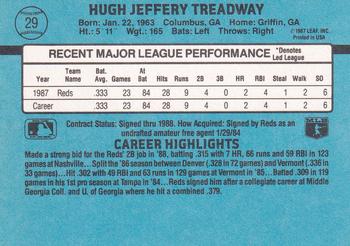 29
HUGH JEFFERY TREADWAY
Born: Jan. 22, 1963 Columbus, GA Home: Griffin, GA
Ht.: 5'11" Wgt.: 165 Bats: Left Throws: Right
© 1987 LEAF, INC.
Printed in USA
RECENT MAJOR LEAGUE PERFORMANCE
*Denotes
Led League
Year Team Name Bat. Avg. Games AB R Hits 2B 3B HR RBI Steal Walk SO
1987 Reds .333 23 84 9 28 4 0 2 4 1 2 6
Career .333 23 84 9 28 4 0 2 4 1 2 6
Contract Status: Signed thru 1988. How Acquired: Signed by Reds as an
undrafted amateur free agent 1/29/84
CAREER HIGHLIGHTS
Made a strong bid for the Reds' 2B job in '88, batting .315 with 7 HR, 66 runs and 59 RBI in 123
games at Nashville... Split the '86 season between Denver (.328 in 72 games) and Vermont (.336
in 33 games)... Hit .302 with 63 runs and 49 RBI in 129 games at Vermont in '85... Batted .309 in 119
games in his 1st pro season at Tampa in '84... Reds signed him after a collegiate career at Middle
Georgia Coll. and U. of Georgia where he hit a combined .379.